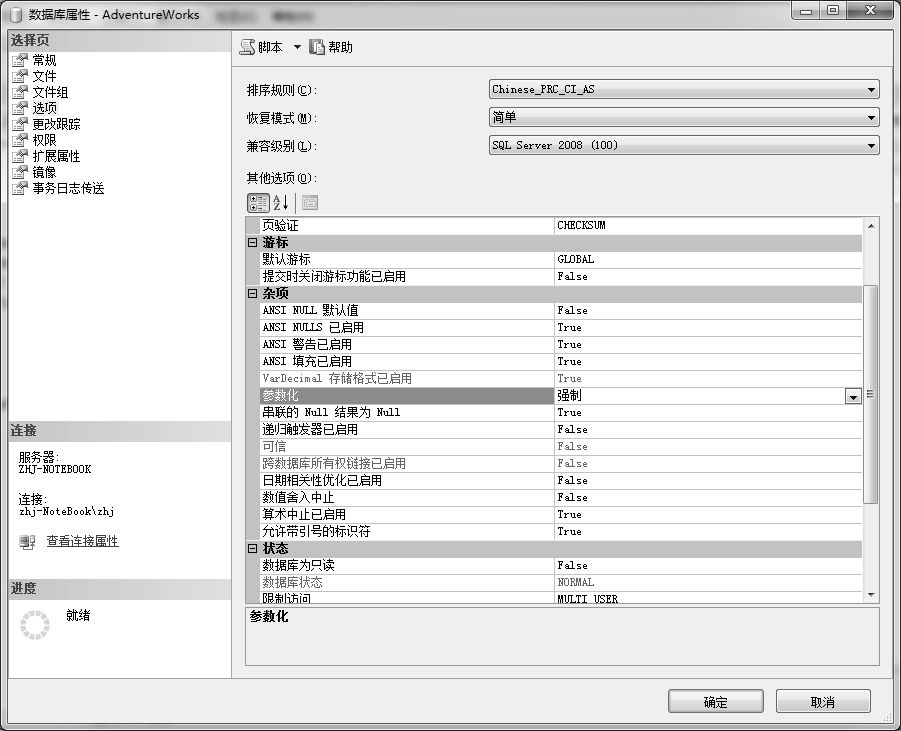 数据库属性 - AdventureWorks
选择页
常规
文件
文件组
选项
更改跟踪
权限
扩展属性
镜像
事务日志传送
连接
服务器:
ZHJ-NOTEBOOK
连接:
zhj-NoteBook\zhj
查看连接属性
进度
就绪
脚本 帮助
排序规则(C): Chinese_PRC_CI_AS
恢复模式(M): 简单
兼容级别(L): SQL Server 2008 (100)
其他选项(O):
页验证 CHECKSUM
游标
默认游标 GLOBAL
提交时关闭游标功能已启用 False
杂项
ANSI NULL 默认值 False
ANSI NULLS 已启用 True
ANSI 警告已启用 True
ANSI 填充已启用 True
VarDecimal 存储格式已启用 True
参数化 强制
串联的 Null 结果为 Null True
递归触发器已启用 False
可信 False
跨数据库所有权链接已启用 False
日期相关性优化已启用 False
数值舍入中止 False
算术中止已启用 True
允许带引号的标识符 True
状态
数据库为只读 False
数据库状态 NORMAL
限制访问 MULTI_USER
参数化
确定 取消